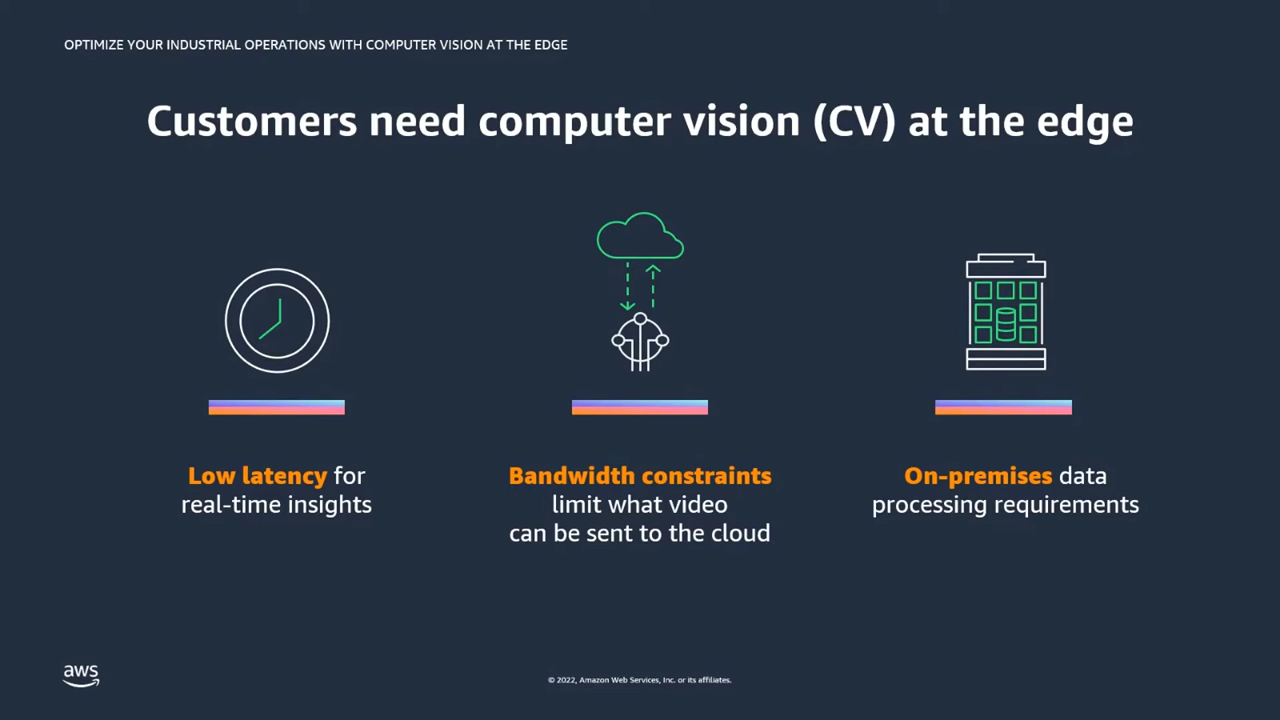 OPTIMIZE YOUR INDUSTRIAL OPERATIONS WITH COMPUTER VISION AT THE EDGE
Customers need computer vision (CV) at the edge
Low latency for
real-time insights
Bandwidth constraints
limit what video
can be sent to the cloud
On-premises data
processing requirements
aws
© 2022, Amazon Web Services, Inc. or its affiliates.